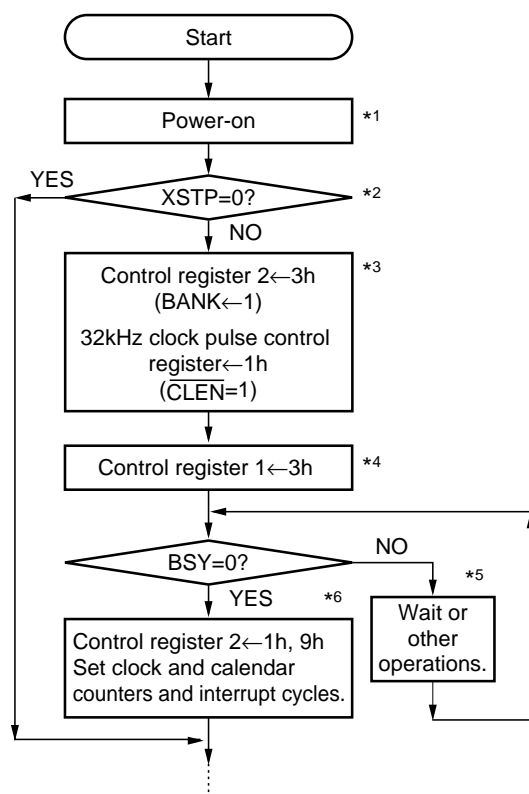 Start
Power-on
*1
YES
XSTP=0?
*2
NO
Control register 2←3h
(BANK←1)
32kHz clock pulse control
register←1h
(C̅L̅E̅N̅=1)
*3
Control register 1←3h
*4
BSY=0?
NO
YES
*5
Wait or
other
operations.
*6
Control register 2←1h, 9h
Set clock and calendar
counters and interrupt cycles.